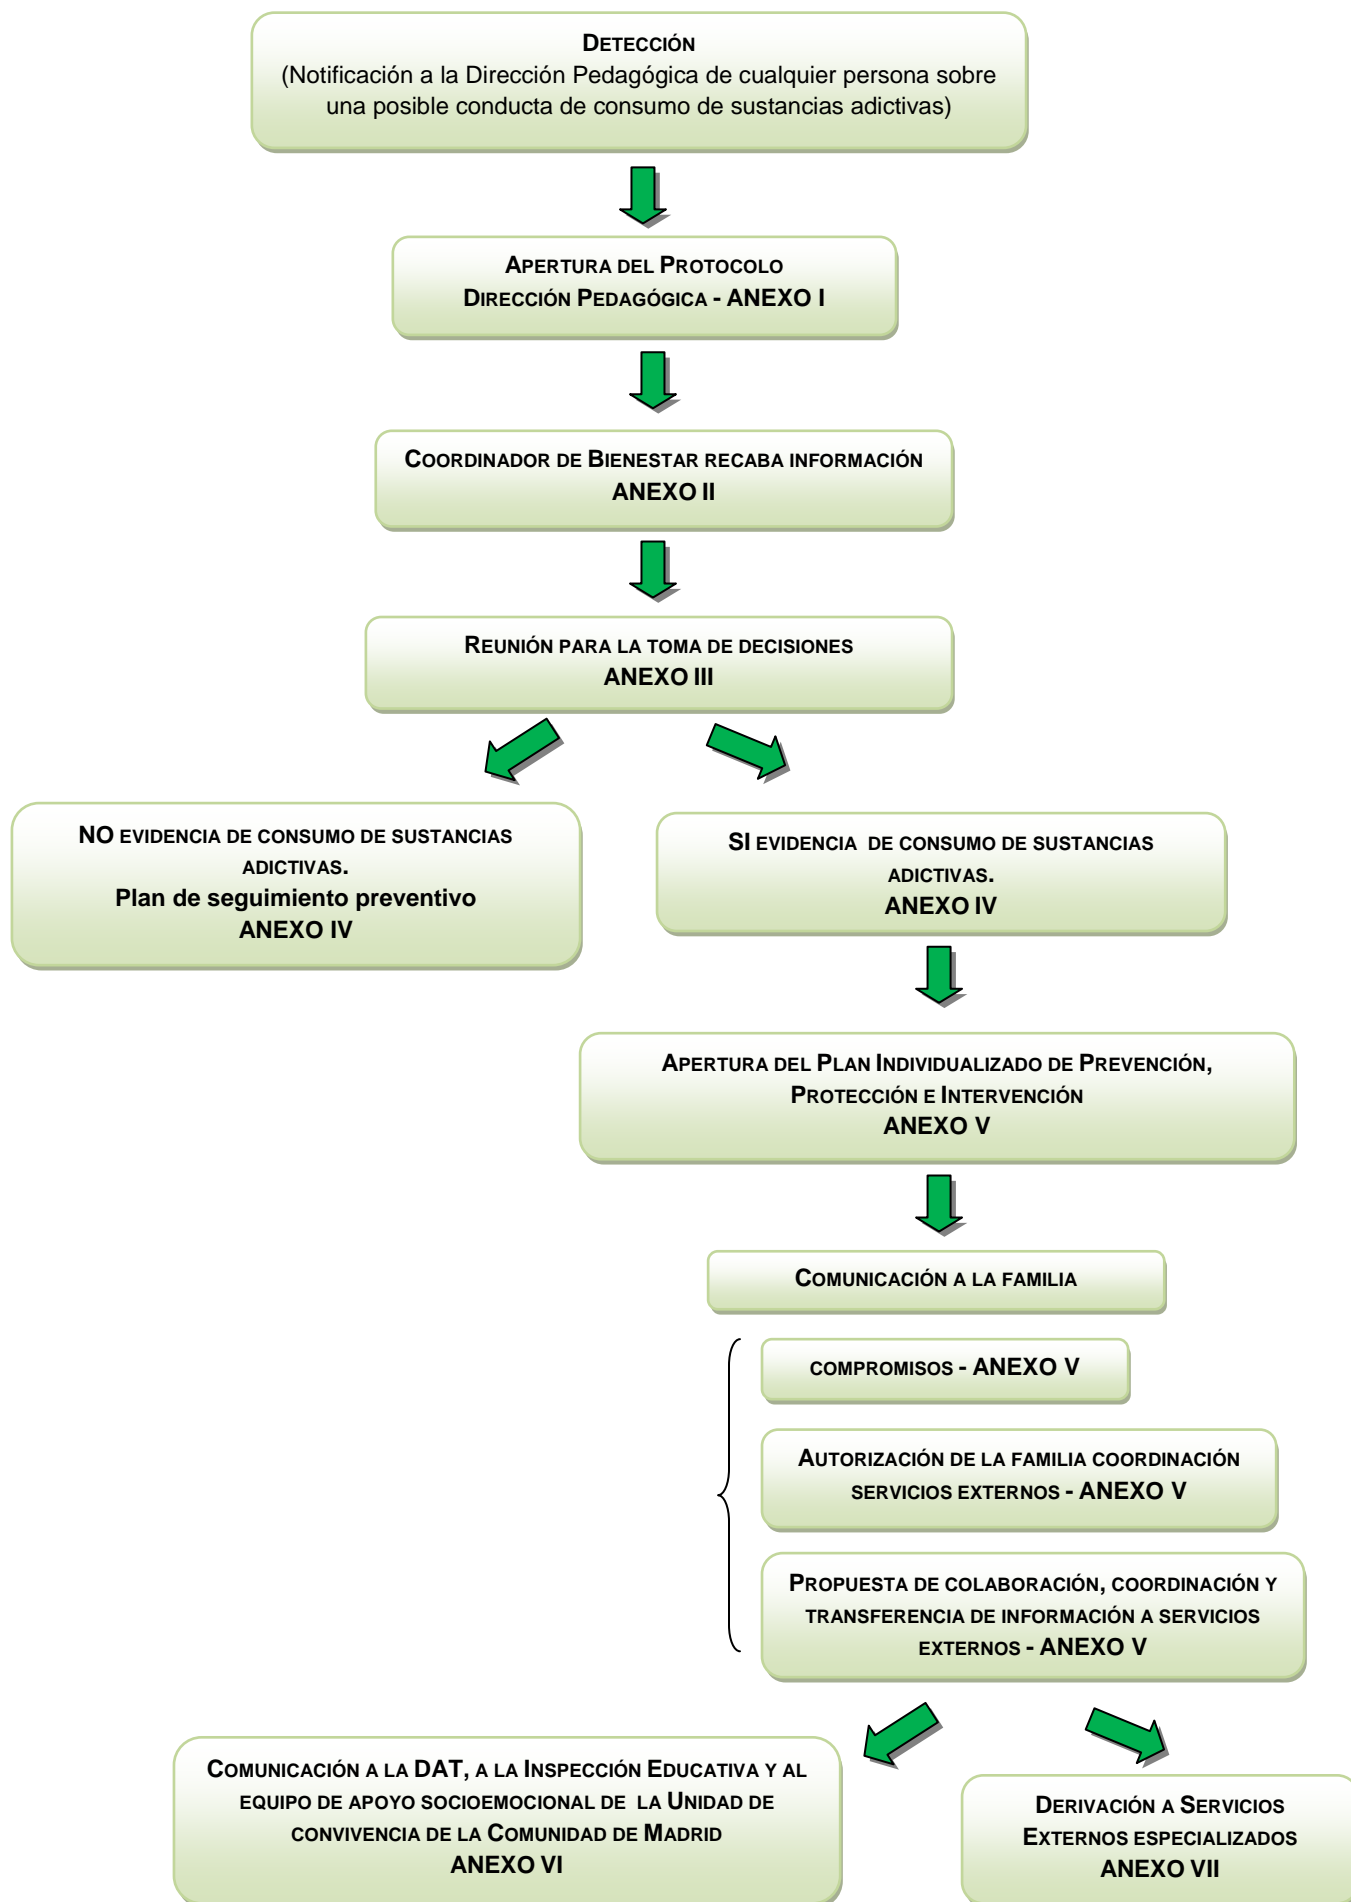 DETECCIÓN
(Notificación a la Dirección Pedagógica de cualquier persona sobre
una posible conducta de consumo de sustancias adictivas)
APERTURA DEL PROTOCOLO
DIRECCIÓN PEDAGÓGICA - ANEXO I
COORDINADOR DE BIENESTAR RECABA INFORMACIÓN
ANEXO II
REUNIÓN PARA LA TOMA DE DECISIONES
ANEXO III
NO EVIDENCIA DE CONSUMO DE SUSTANCIAS
ADICTIVAS.
Plan de seguimiento preventivo
ANEXO IV
SI EVIDENCIA DE CONSUMO DE SUSTANCIAS
ADICTIVAS.
ANEXO IV
APERTURA DEL PLAN INDIVIDUALIZADO DE PREVENCIÓN,
PROTECCIÓN E INTERVENCIÓN
ANEXO V
COMUNICACIÓN A LA FAMILIA
COMPROMISOS - ANEXO V
AUTORIZACIÓN DE LA FAMILIA COORDINACIÓN
SERVICIOS EXTERNOS - ANEXO V
PROPUESTA DE COLABORACIÓN, COORDINACIÓN Y
TRANSFERENCIA DE INFORMACIÓN A SERVICIOS
EXTERNOS - ANEXO V
COMUNICACIÓN A LA DAT, A LA INSPECCIÓN EDUCATIVA Y AL
EQUIPO DE APOYO SOCIOEMOCIONAL DE LA UNIDAD DE
CONVIVENCIA DE LA COMUNIDAD DE MADRID
ANEXO VI
DERIVACIÓN A SERVICIOS
EXTERNOS ESPECIALIZADOS
ANEXO VII